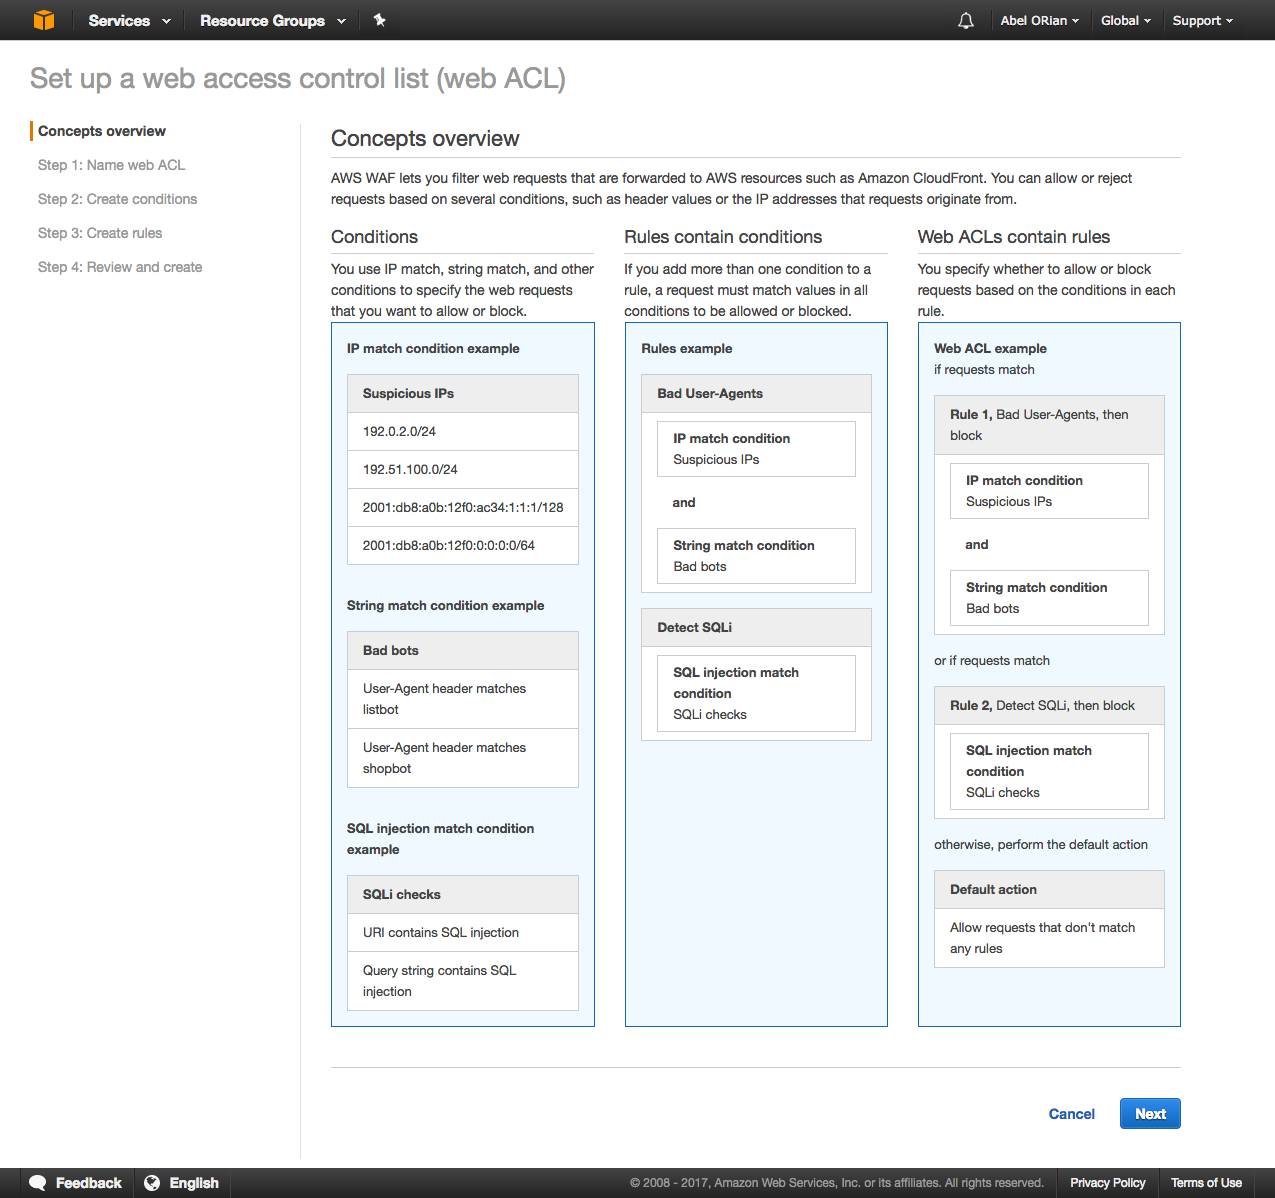 Services
Resource Groups
Abel ORian
Global
Support
Set up a web access control list (web ACL)
Concepts overview
Step 1: Name web ACL
Step 2: Create conditions
Step 3: Create rules
Step 4: Review and create
Concepts overview
AWS WAF lets you filter web requests that are forwarded to AWS resources such as Amazon CloudFront. You can allow or reject
requests based on several conditions, such as header values or the IP addresses that requests originate from.
Conditions
You use IP match, string match, and other
conditions to specify the web requests
that you want to allow or block.
IP match condition example
Suspicious IPs
192.0.2.0/24
192.51.100.0/24
2001:db8:a0b:12f0:ac34:1:1:1/128
2001:db8:a0b:12f0:0:0:0:0/64
String match condition example
Bad bots
User-Agent header matches
listbot
User-Agent header matches
shopbot
SQL injection match condition
example
SQLi checks
URI contains SQL injection
Query string contains SQL
injection
Rules contain conditions
If you add more than one condition to a
rule, a request must match values in all
conditions to be allowed or blocked.
Rules example
Bad User-Agents
IP match condition
Suspicious IPs
and
String match condition
Bad bots
Detect SQLi
SQL injection match
condition
SQLi checks
Web ACLs contain rules
You specify whether to allow or block
requests based on the conditions in each
rule.
Web ACL example
if requests match
Rule 1, Bad User-Agents, then
block
IP match condition
Suspicious IPs
and
String match condition
Bad bots
or if requests match
Rule 2, Detect SQLi, then block
SQL injection match
condition
SQLi checks
otherwise, perform the default action
Default action
Allow requests that don't match
any rules
Cancel
Next
Feedback
English
© 2008 - 2017, Amazon Web Services, Inc. or its affiliates. All rights reserved.
Privacy Policy
Terms of Use